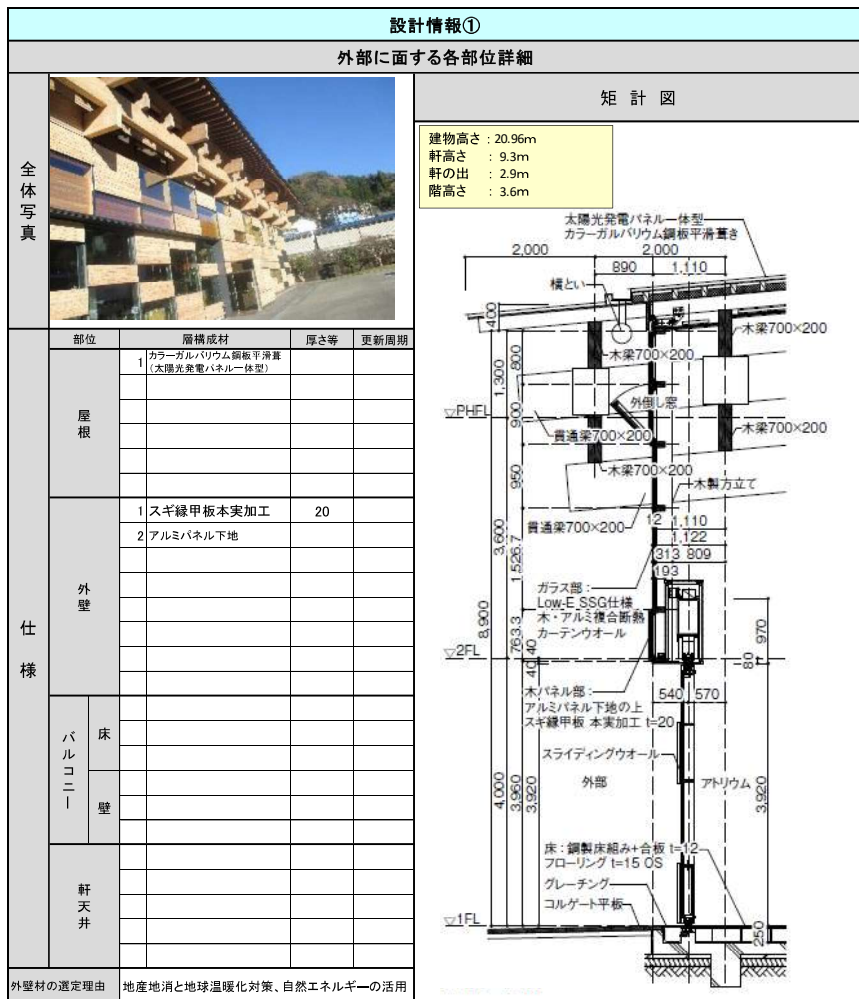 設計情報①
外部に面する各部位詳細
全体写真
矩計図
建物高さ：20.96m
軒高さ：9.3m
軒の出：2.9m
階高さ：3.6m
部位 層構成材 厚さ等 更新周期
屋根
1 カラーガルバリウム鋼板平滑葺
（太陽光発電パネル一体型）
仕様
外壁
1 スギ縁甲板本実加工 20
2 アルミパネル下地
バルコニー
床
壁
軒天井
外壁材の選定理由 地産地消と地球温暖化対策、自然エネルギーの活用
太陽光発電パネル一体型
カラーガルバリウム鋼板平滑葺き
2,000 2,000
890 1,110
横とい
400
木梁700×200
木梁700×200
1,300
800
外倒し窓
▽PHFL
900
貫通梁700×200
木梁700×200
木梁700×200
950
木製方立て
貫通梁700×200
12 1,110
1,122
3,600
1,526.7
313 809
193
ガラス部：
Low-E SSG仕様
木・アルミ複合断熱
カーテンウオール
8,900
763.3
970
▽2FL
40 40
80
木パネル部：
アルミパネル下地の上
スギ縁甲板 本実加工 t=20
540 570
スライディングウオール
外部
アトリウム
4,000
3,960
3,920
3,920
床：鋼製床組み+合板 t=12
フローリング t=15 OS
グレーチング
コルゲート平板
▽1FL
250